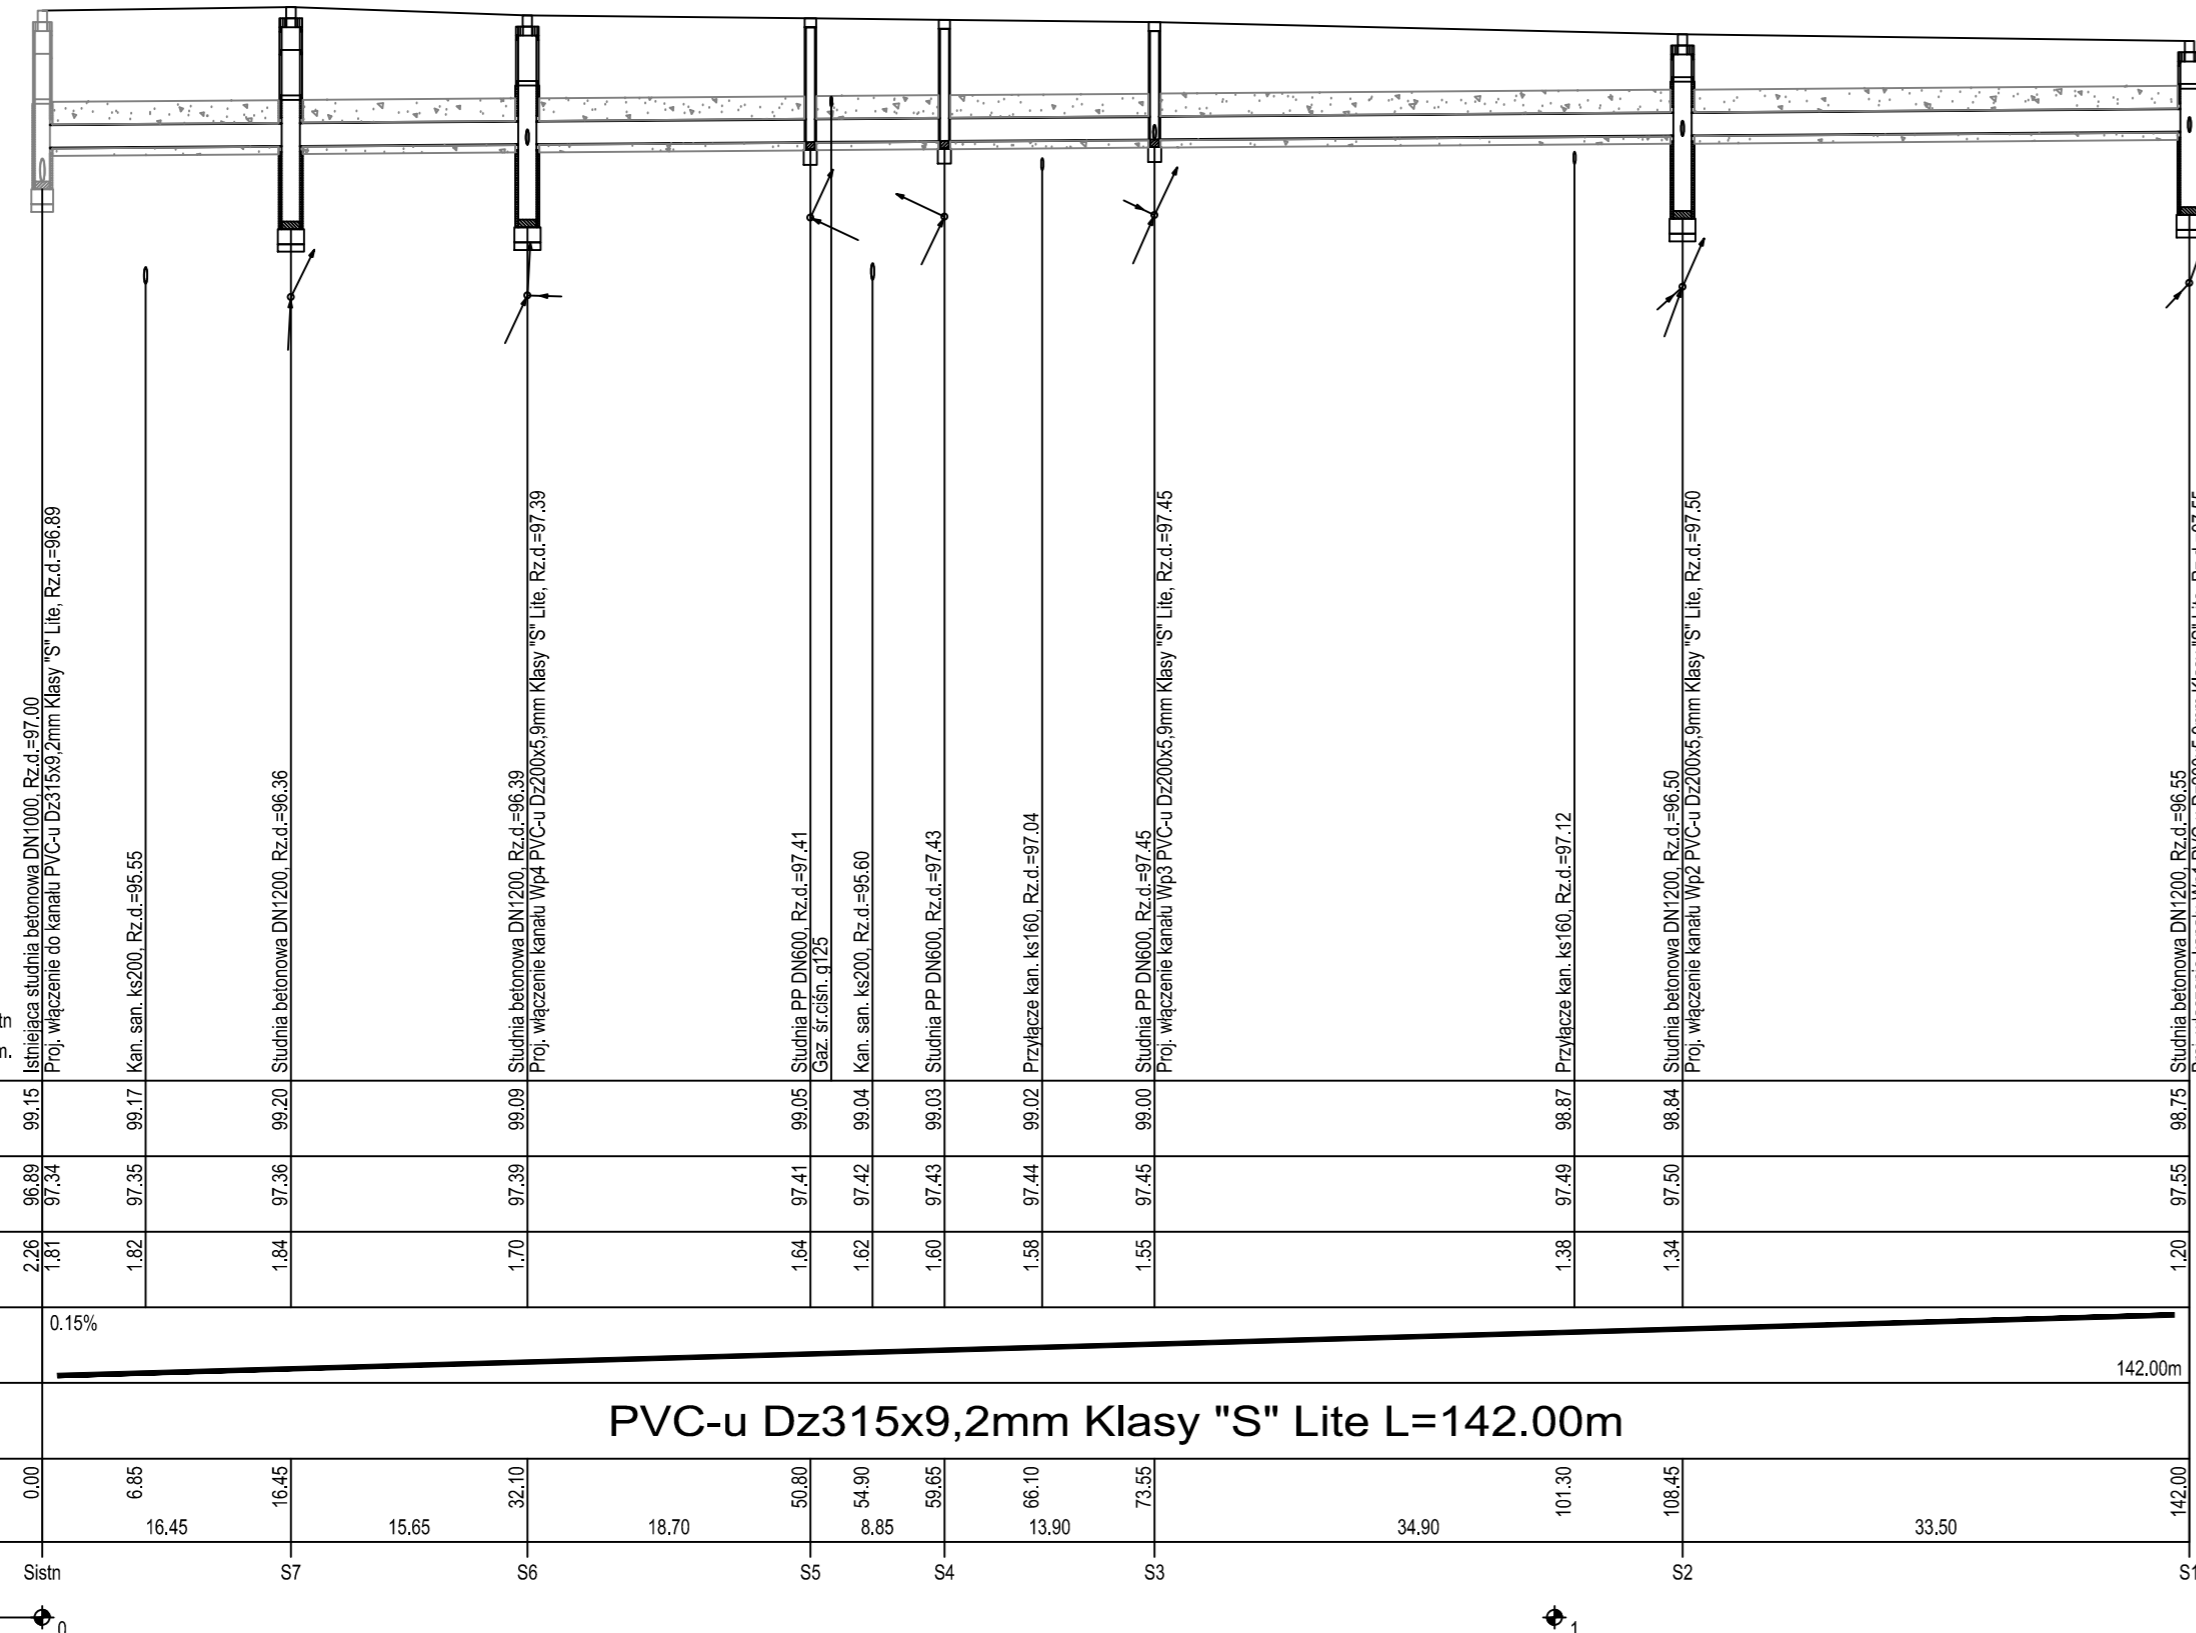 tn
m.
Istniejąca studnia betonowa DN1000, Rz.d.=97.00
Proj. włączenie do kanału PVC-u Dz315x9,2mm Klasy "S" Lite, Rz.d.=96.89
Kan. san. ks200, Rz.d.=95.55
Studnia betonowa DN1200, Rz.d.=96.36
Studnia betonowa DN1200, Rz.d.=96.39
Proj. włączenie kanału Wp4 PVC-u Dz200x5,9mm Klasy "S" Lite, Rz.d.=97.39
Studnia PP DN600, Rz.d.=97.41
Gaz. śr.ciśn. g125
Kan. san. ks200, Rz.d.=95.60
Studnia PP DN600, Rz.d.=97.43
Przyłącze kan. ks160, Rz.d.=97.04
Studnia PP DN600, Rz.d.=97.45
Proj. włączenie kanału Wp3 PVC-u Dz200x5,9mm Klasy "S" Lite, Rz.d.=97.45
Przyłącze kan. ks160, Rz.d.=97.12
Studnia betonowa DN1200, Rz.d.=96.50
Proj. włączenie kanału Wp2 PVC-u Dz200x5,9mm Klasy "S" Lite, Rz.d.=97.50
Studnia betonowa DN1200, Rz.d.=96.55
99.15 99.17 99.20 99.09 99.05 99.04 99.03 99.02 99.00 98.87 98.84 98.75
96.89 97.34 97.35 97.36 97.39 97.41 97.42 97.43 97.44 97.45 97.49 97.50 97.55
2.26 1.81 1.82 1.84 1.70 1.64 1.62 1.60 1.58 1.55 1.38 1.34 1.20
0.15%
142.00m
PVC-u Dz315x9,2mm Klasy "S" Lite L=142.00m
0.00 6.85 16.45 32.10 50.80 54.90 59.65 66.10 73.55 101.30 108.45 142.00
16.45 15.65 18.70 8.85 13.90 34.90 33.50
Sistn S7 S6 S5 S4 S3 S2 S1
0 1